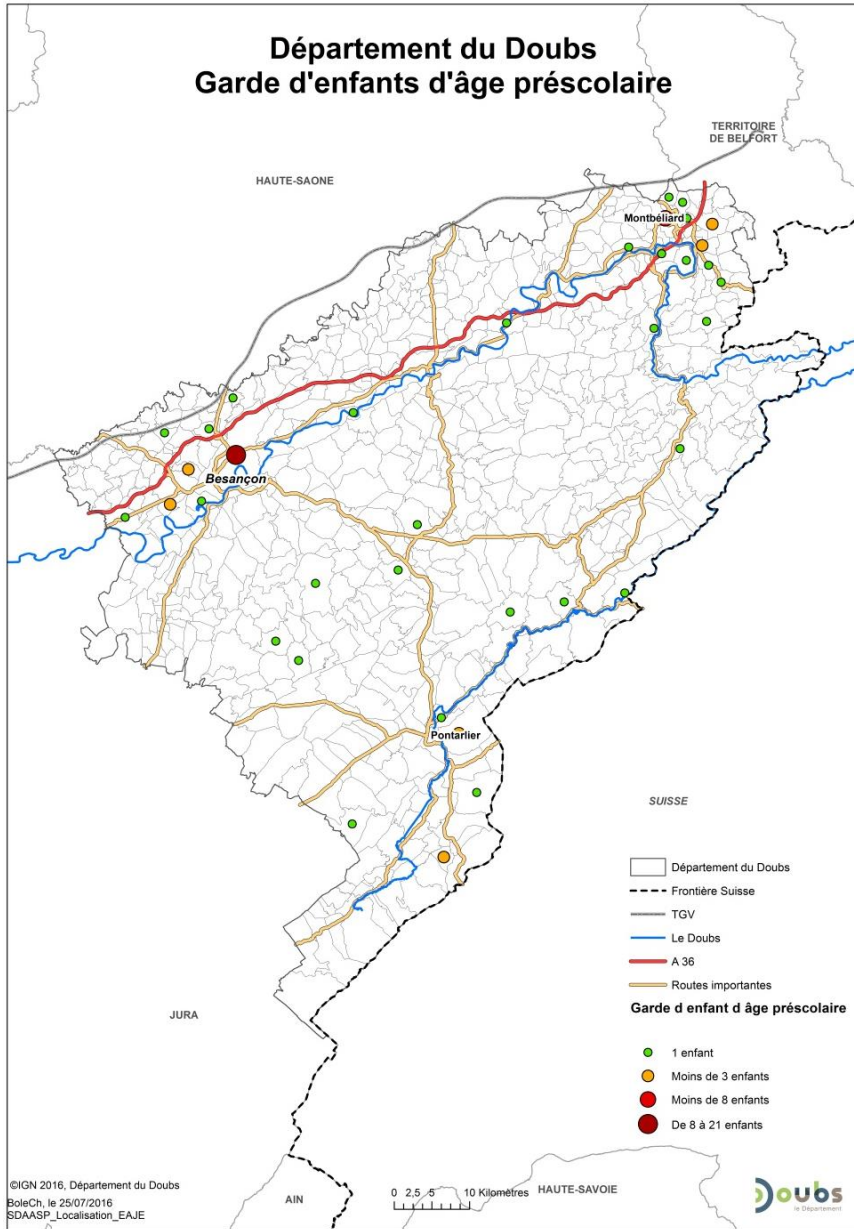 Département du Doubs
Garde d'enfants d'âge préscolaire
TERRITOIRE
DE BELFORT
HAUTE-SAONE
Montbéliard
Besançon
Pontarlier
SUISSE
Département du Doubs
Frontière Suisse
TGV
Le Doubs
A 36
Routes importantes
Garde d enfant d âge préscolaire
1 enfant
Moins de 3 enfants
Moins de 8 enfants
De 8 à 21 enfants
JURA
©IGN 2016, Département du Doubs
BoleCh, le 25/07/2016
SDAASP_Localisation_EAJE
AIN
0 2,5 5 10 Kilomètres
HAUTE-SAVOIE
Doubs
le Département